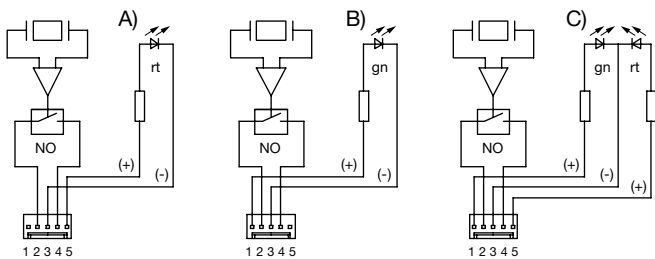 A)
rt
NO
(+)
(-)
1 2 3 4 5
B)
gn
NO
(+)
(-)
1 2 3 4 5
C)
gn
rt
NO
(+)
(-)
(+)
1 2 3 4 5